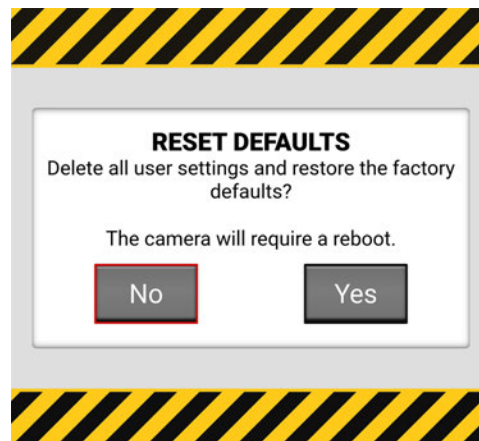 RESET DEFAULTS
Delete all user settings and restore the factory
defaults?
The camera will require a reboot.
No
Yes